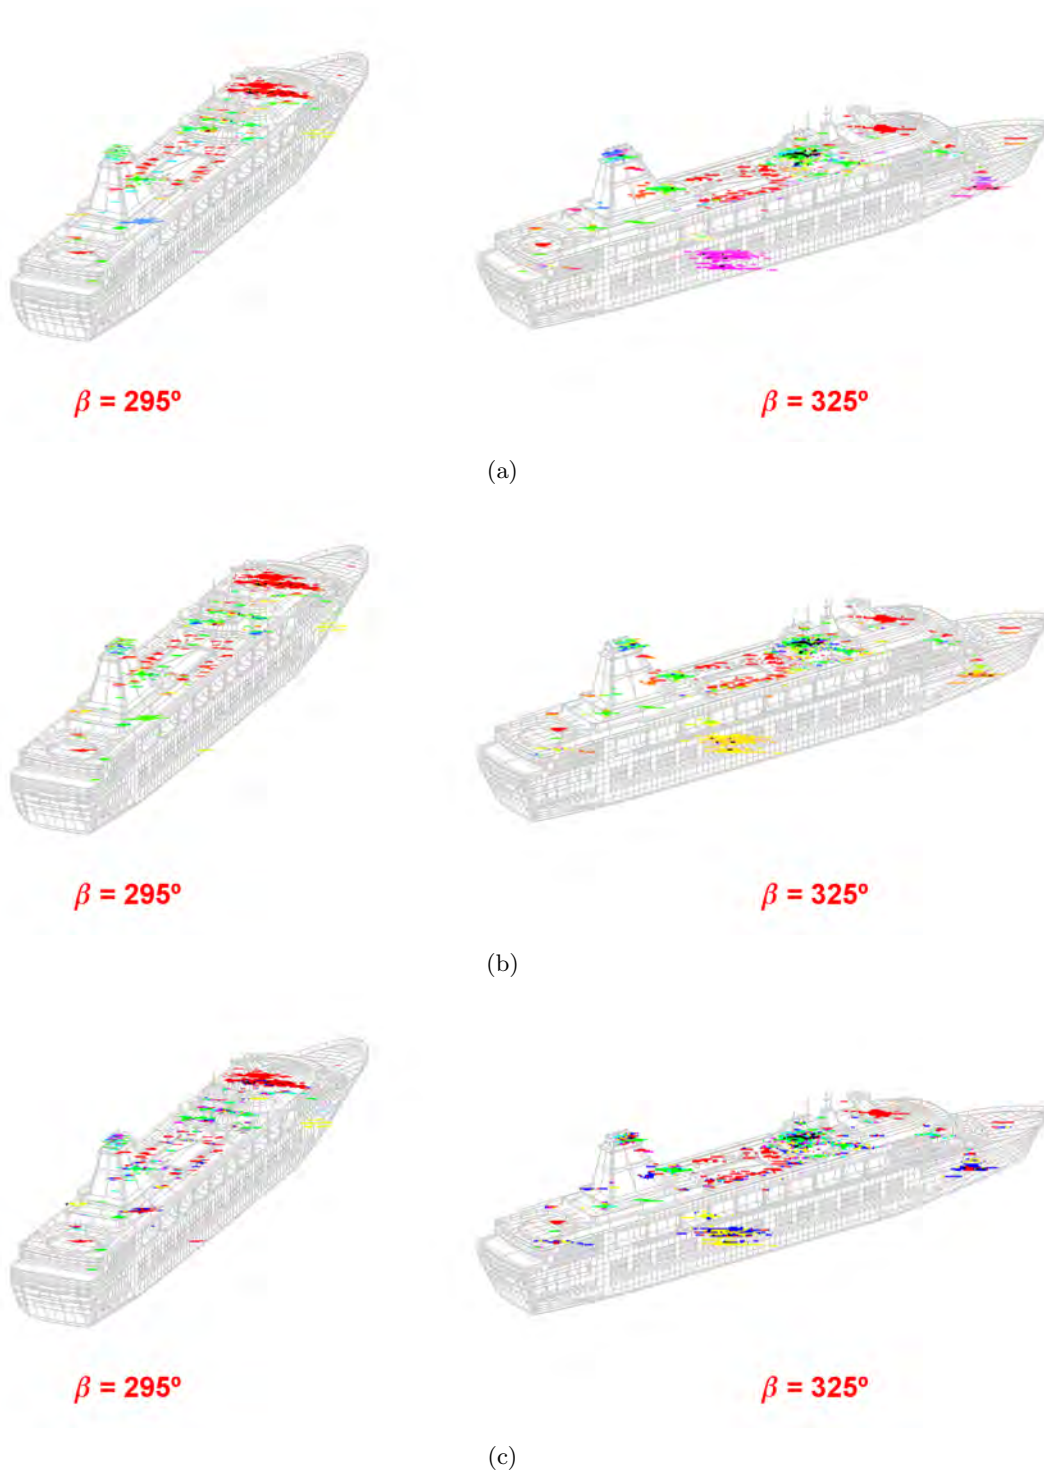 β = 295º β = 325º
(a)
β = 295º β = 325º
(b)
β = 295º β = 325º
(c)